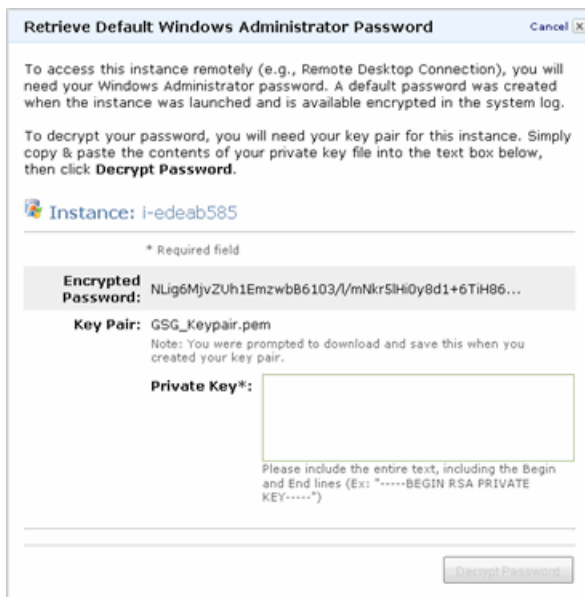 Retrieve Default Windows Administrator Password
Cancel X
To access this instance remotely (e.g., Remote Desktop Connection), you will
need your Windows Administrator password. A default password was created
when the instance was launched and is available encrypted in the system log.
To decrypt your password, you will need your key pair for this instance. Simply
copy & paste the contents of your private key file into the text box below,
then click Decrypt Password.
Instance: i-edeab585
* Required field
Encrypted
Password:
NLig6MjvZUh1EmzwbB6103/l/mNkr5lHi0y8d1+6TiH86...
Key Pair: GSG_Keypair.pem
Note: You were prompted to download and save this when you
created your key pair.
Private Key*:
Please include the entire text, including the Begin
and End lines (Ex: "-----BEGIN RSA PRIVATE
KEY-----")
Decrypt Password